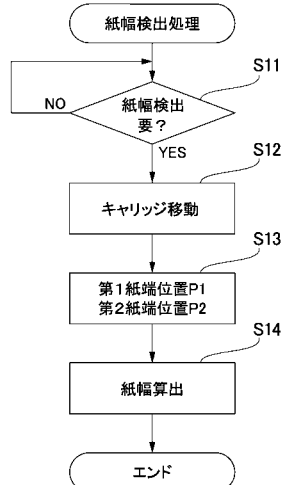 紙幅検出処理
S11
紙幅検出
要？
NO
YES
S12
キャリッジ移動
S13
第1紙端位置P1
第2紙端位置P2
S14
紙幅算出
エンド